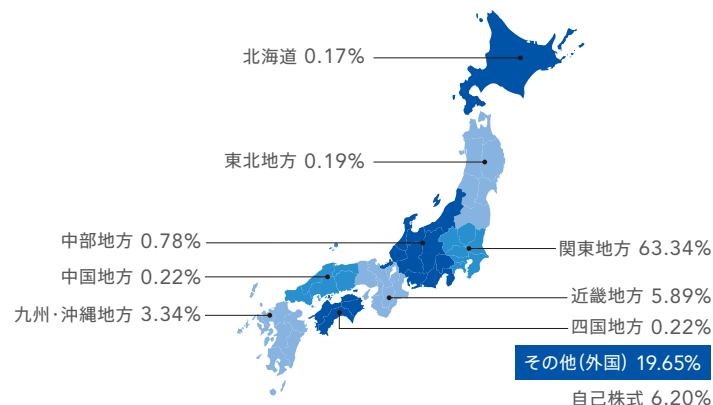 北海道 0.17%
東北地方 0.19%
中部地方 0.78%
関東地方 63.34%
中国地方 0.22%
近畿地方 5.89%
九州・沖縄地方 3.34%
四国地方 0.22%
その他(外国) 19.65%
自己株式 6.20%